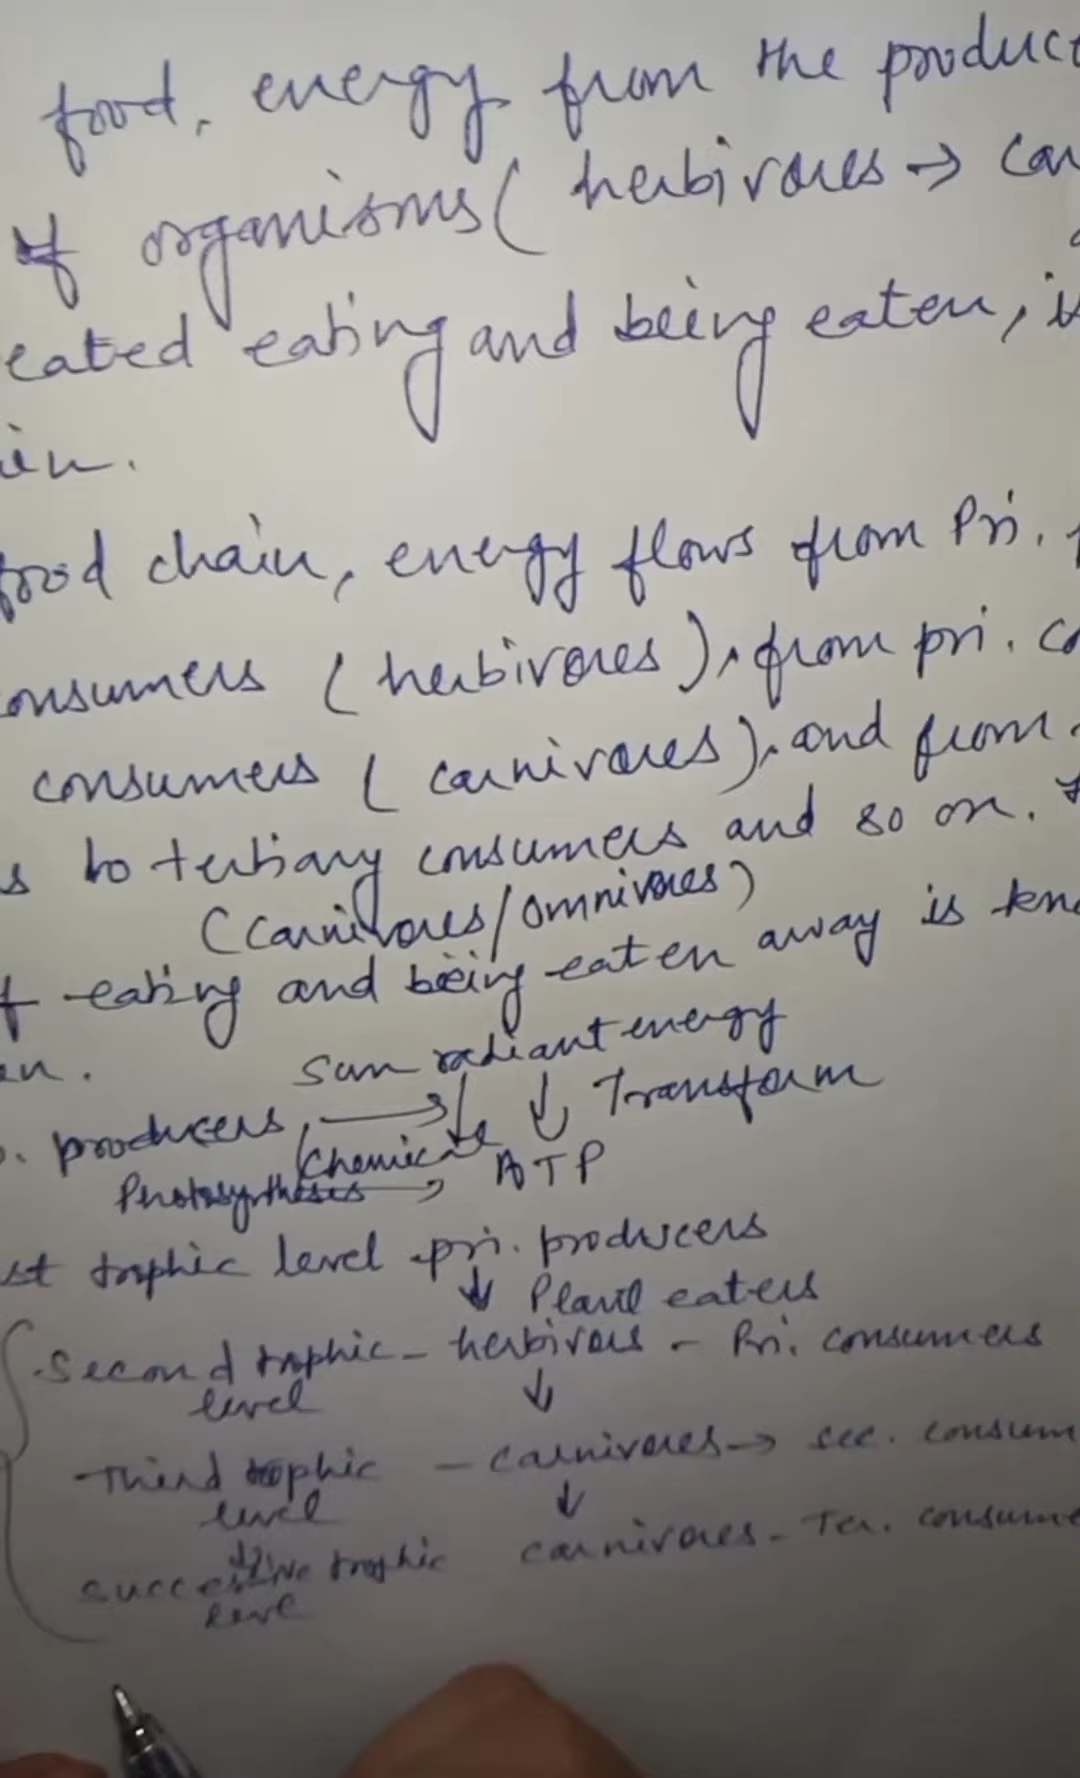 food, energy from the product
of organisms ( herbivores → car
eated eating and being eaten, is
in.
food chain, energy flows from Pri.
onsumers ( herbivores ), from pri. co
consumers ( carnivores ), and from
s to tertiary consumers and so on.
(Carnivores/Omnivores)
f eating and being eaten away is kno
n.
Sun radiant energy
producers → ↓ ↓ Transform
(Chemical
Photosynthesis → ATP
st trophic level pri. producers
↓ Plant eaters
Second trophic - herbivores - Pri. consumers
level ↓
Third trophic - carnivores → sec. consum
level ↓
successive trophic carnivores - Ter. consume
level